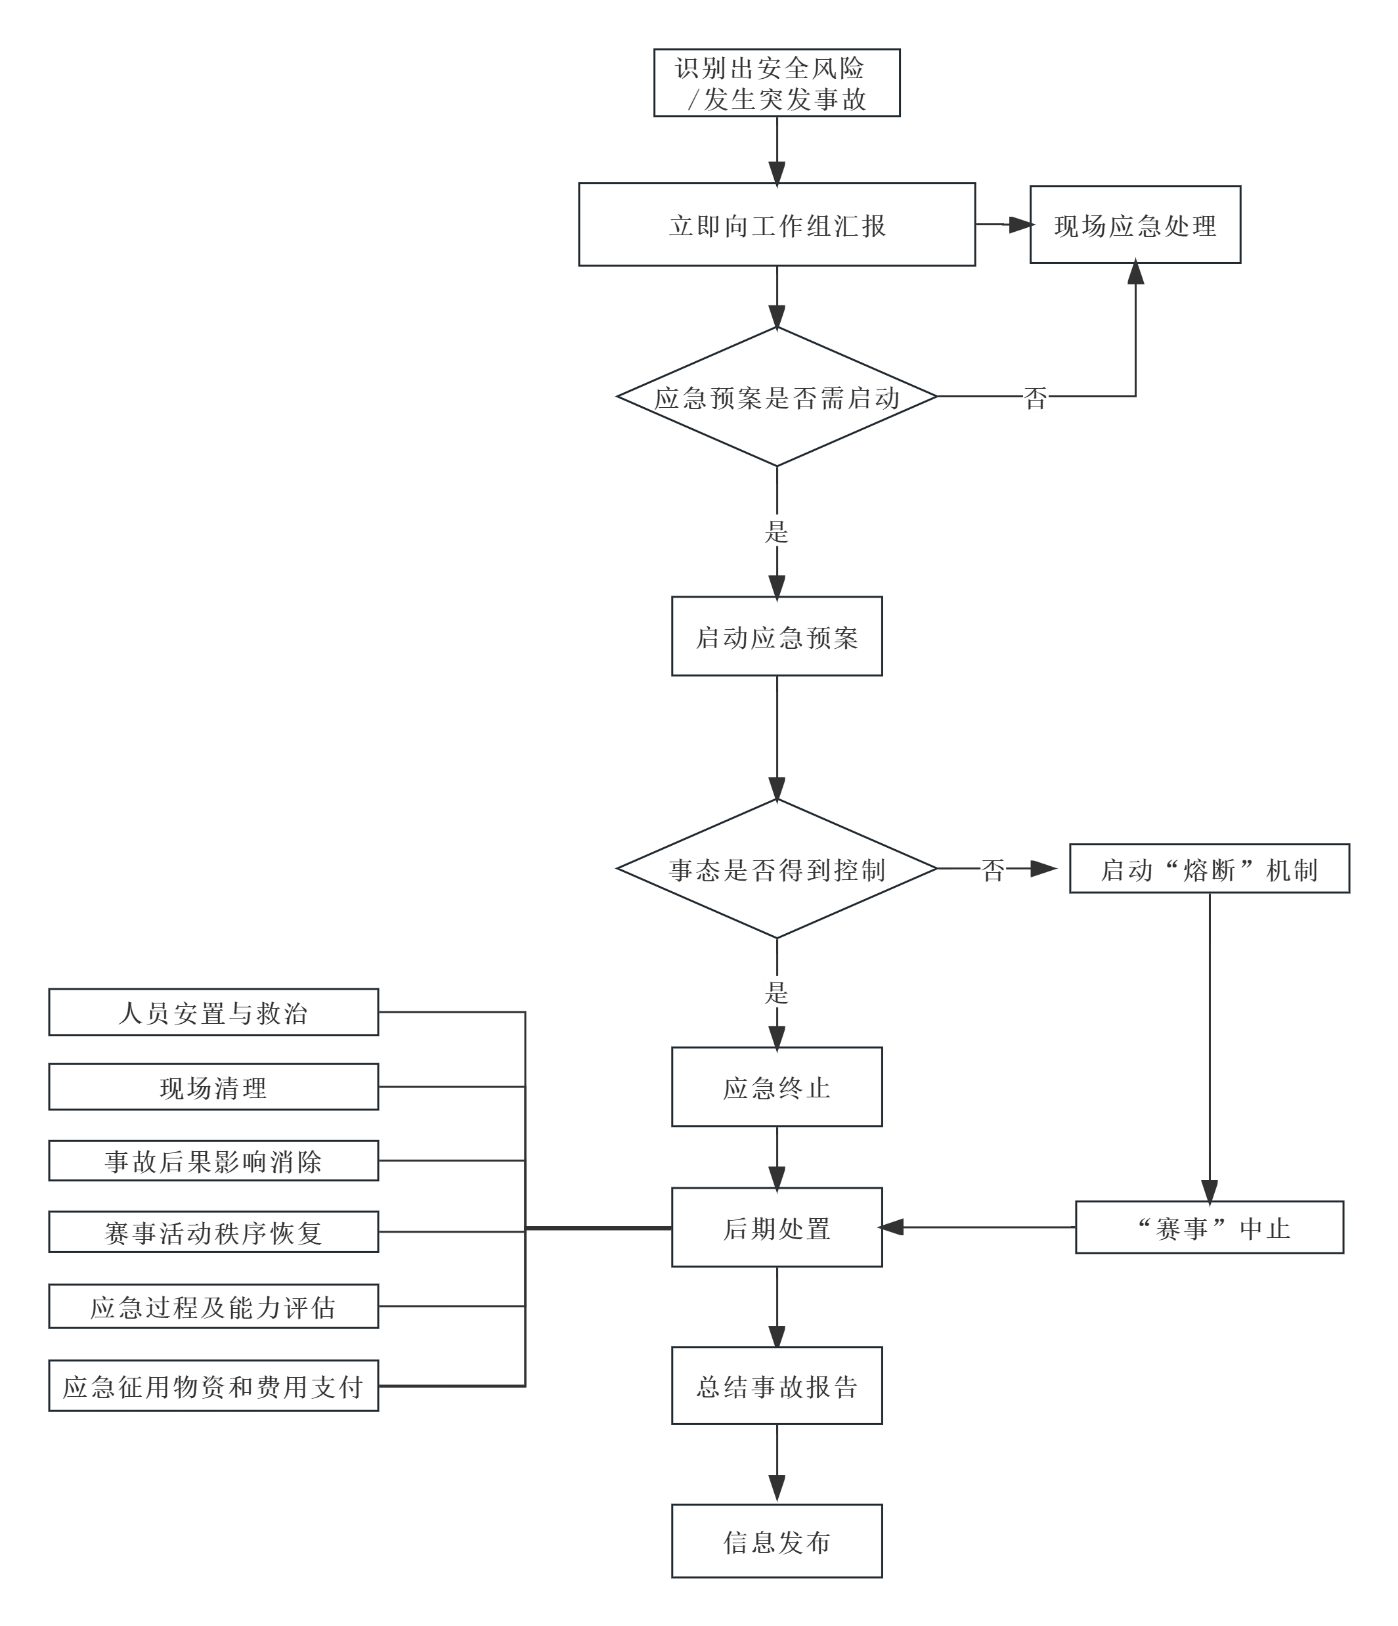 识别出安全风险
/发生突发事故
立即向工作组汇报
现场应急处理
应急预案是否需启动
否
是
启动应急预案
事态是否得到控制
否
启动“熔断”机制
是
人员安置与救治
现场清理
事故后果影响消除
赛事活动秩序恢复
应急过程及能力评估
应急征用物资和费用支付
应急终止
后期处置
“赛事”中止
总结事故报告
信息发布